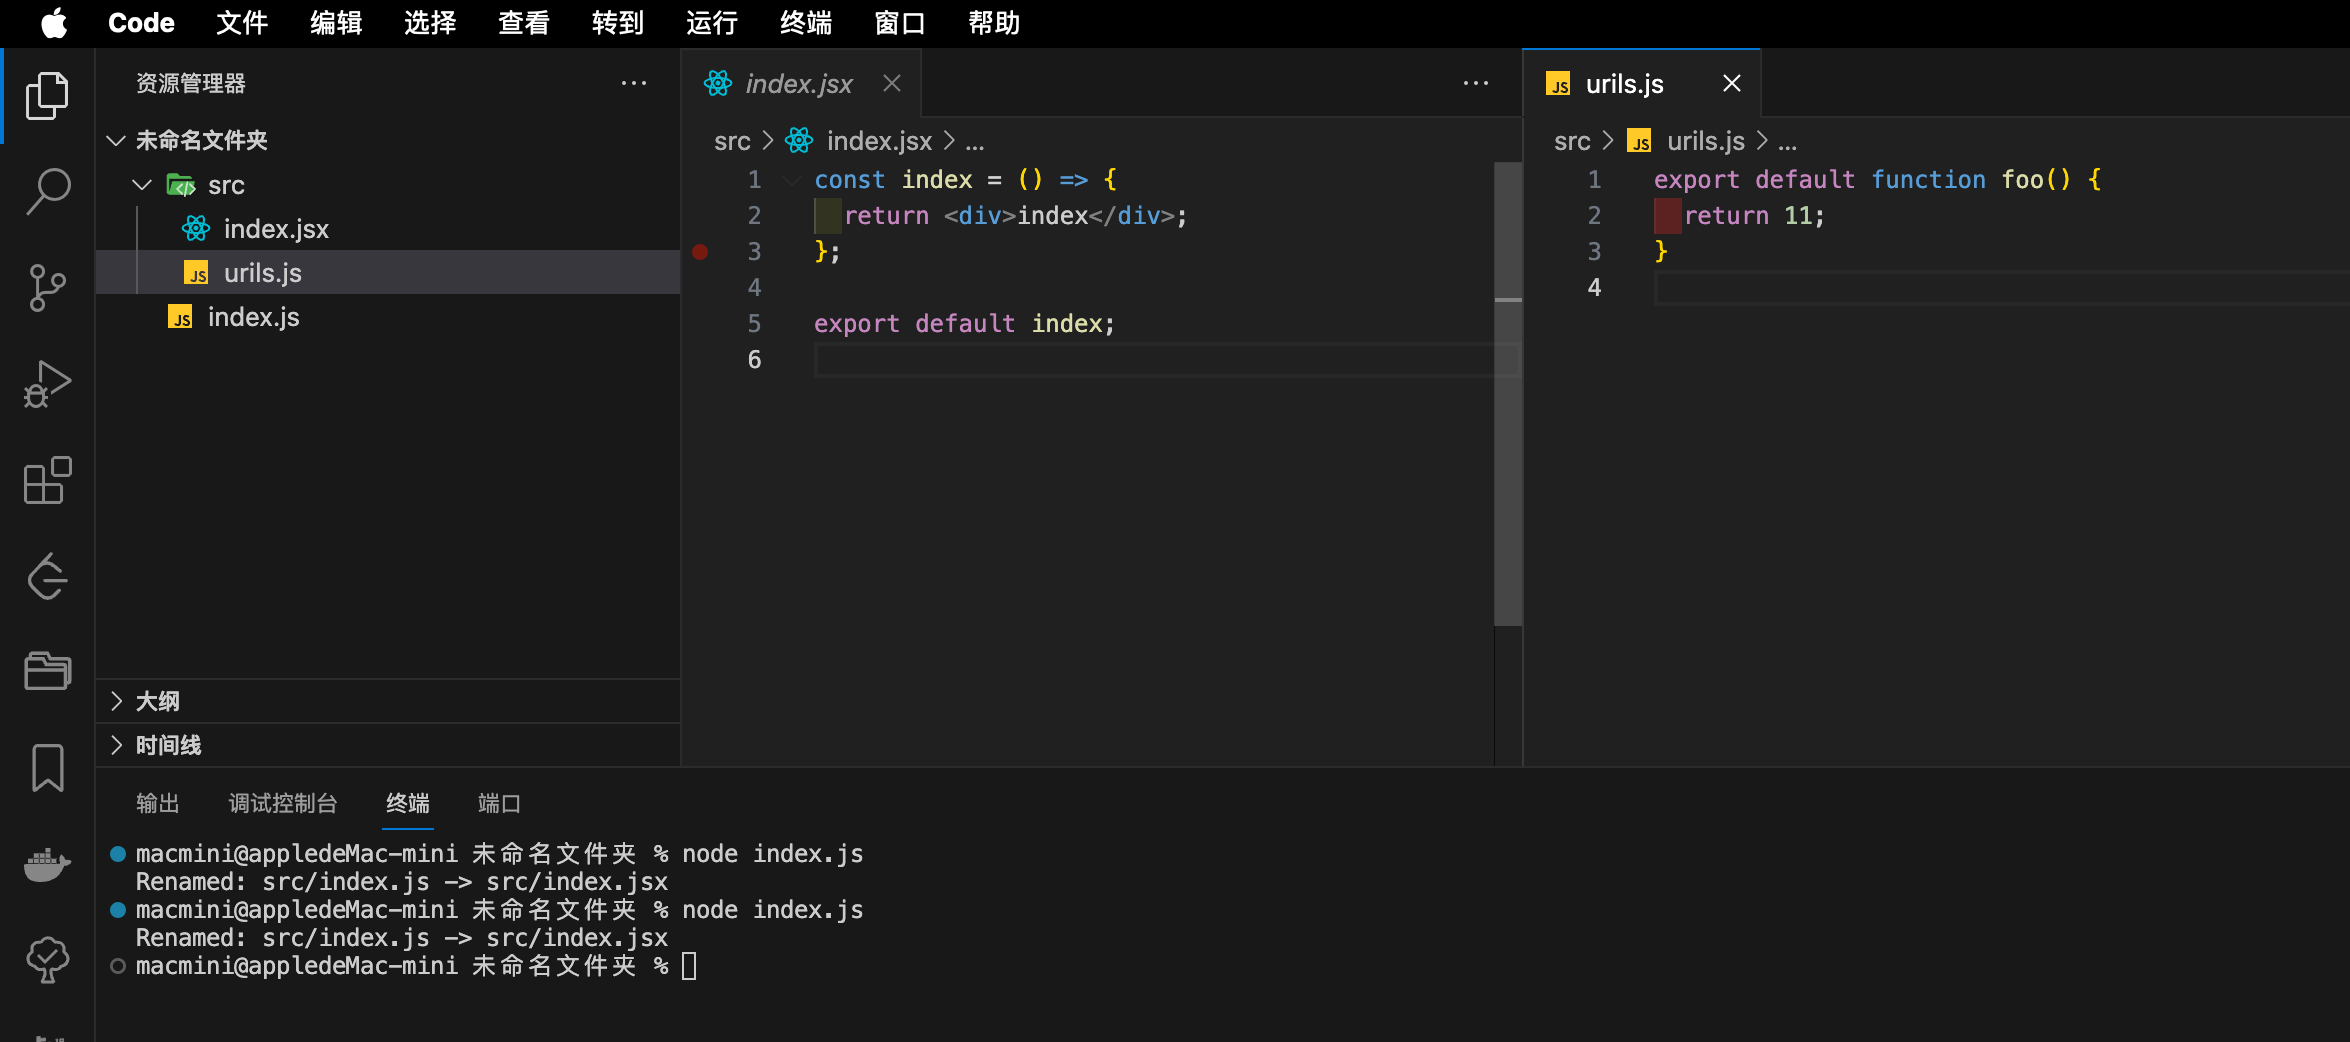 Code 文件 编辑 选择 查看 转到 运行 终端 窗口 帮助
资源管理器 ···
未命名文件夹
src
index.jsx
JS urils.js
JS index.js
大纲
时间线
index.jsx ···
src > index.jsx > ...
1 const index = () => {
2 return <div>index</div>;
3 };
4
5 export default index;
6
JS urils.js
src > JS urils.js > ...
1 export default function foo() {
2 return 11;
3 }
4
输出 调试控制台 终端 端口
macmini@appledeMac-mini 未命名文件夹 % node index.js
Renamed: src/index.js -> src/index.jsx
macmini@appledeMac-mini 未命名文件夹 % node index.js
Renamed: src/index.js -> src/index.jsx
macmini@appledeMac-mini 未命名文件夹 %